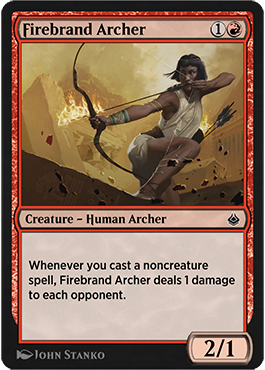 Firebrand Archer 1
Creature – Human Archer
Whenever you cast a noncreature
spell, Firebrand Archer deals 1 damage
to each opponent.
John Stanko
2/1